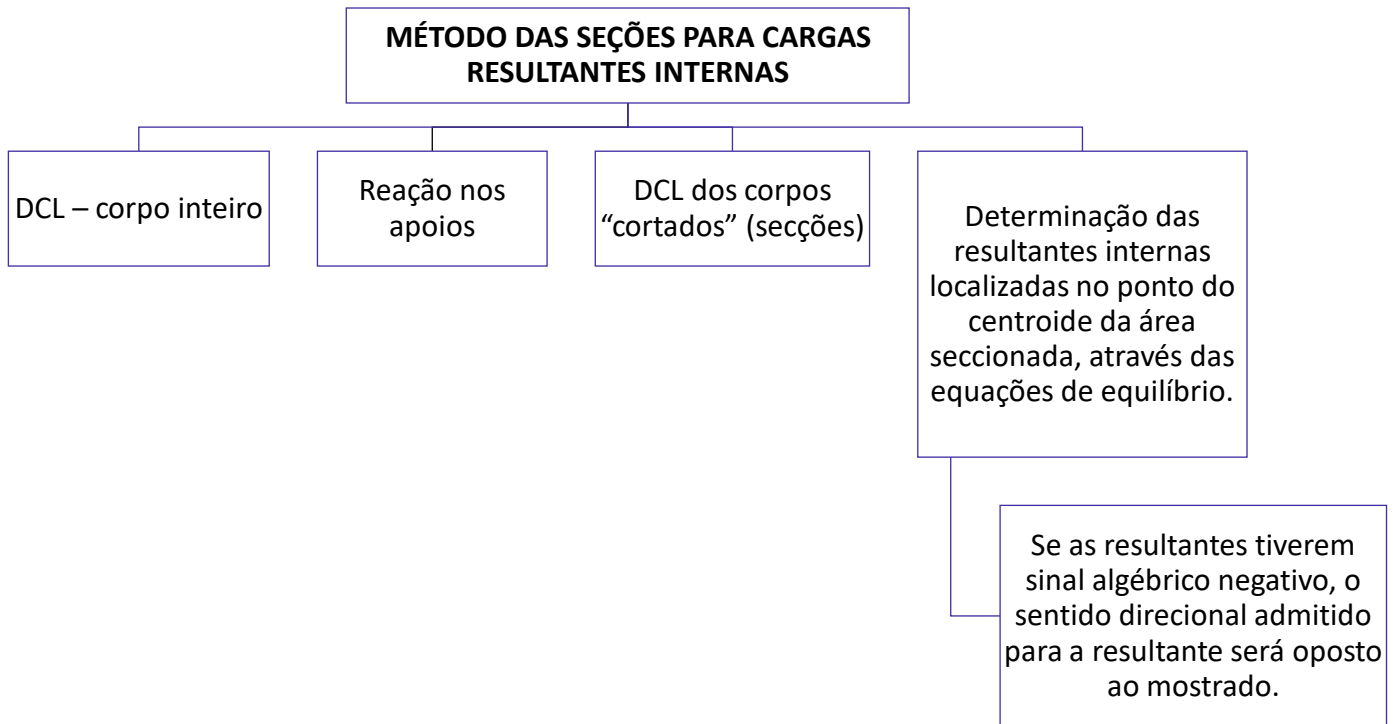 MÉTODO DAS SEÇÕES PARA CARGAS
RESULTANTES INTERNAS
DCL – corpo inteiro
Reação nos
apoios
DCL dos corpos
“cortados” (secções)
Determinação das
resultantes internas
localizadas no ponto do
centroide da área
seccionada, através das
equações de equilíbrio.
Se as resultantes tiverem
sinal algébrico negativo, o
sentido direcional admitido
para a resultante será oposto
ao mostrado.